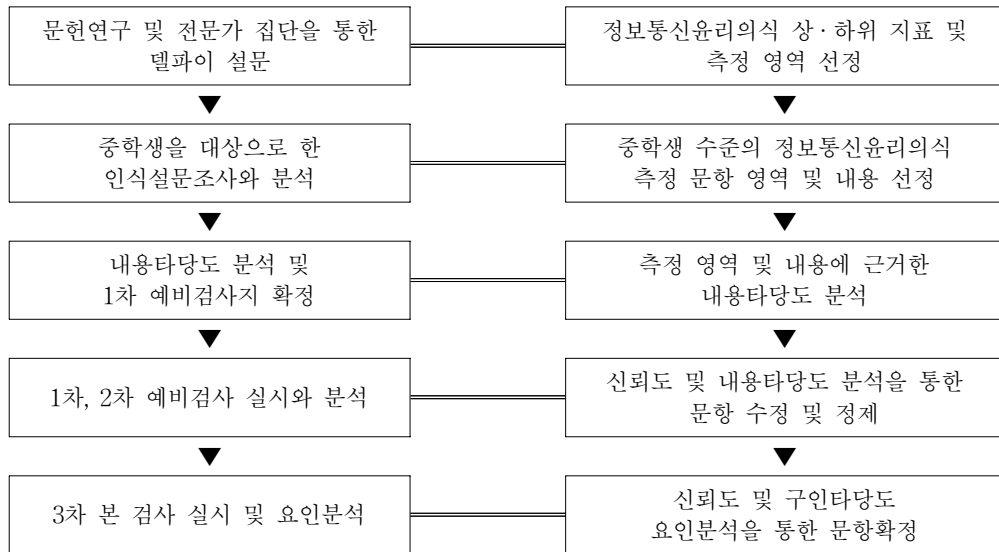 문헌연구 및 전문가 집단을 통한
델파이 설문
정보통신윤리의식 상·하위 지표 및
측정 영역 선정
중학생을 대상으로 한
인식설문조사와 분석
중학생 수준의 정보통신윤리의식
측정 문항 영역 및 내용 선정
내용타당도 분석 및
1차 예비검사지 확정
측정 영역 및 내용에 근거한
내용타당도 분석
1차, 2차 예비검사 실시와 분석
신뢰도 및 내용타당도 분석을 통한
문항 수정 및 정제
3차 본 검사 실시 및 요인분석
신뢰도 및 구인타당도
요인분석을 통한 문항확정